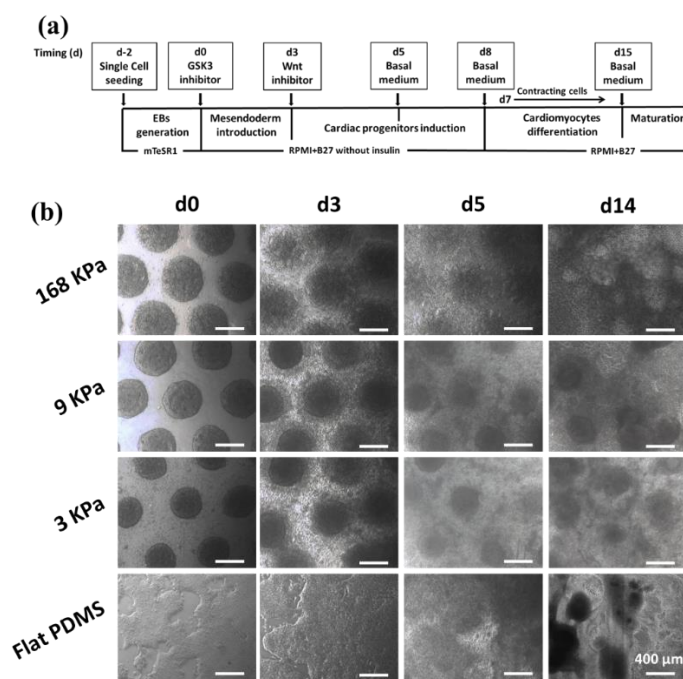 (a)
Timing (d)
d-2
Single Cell
seeding
d0
GSK3
inhibitor
d3
Wnt
inhibitor
d5
Basal
medium
d8
Basal
medium
d15
Basal
medium
d7
Contracting cells
EBs
generation
Mesendoderm
introduction
Cardiac progenitors induction
Cardiomyocytes
differentiation
Maturation
mTeSR1
RPMI+B27 without insulin
RPMI+B27
(b)
d0
d3
d5
d14
168 KPa
9 KPa
3 KPa
Flat PDMS
400 μm